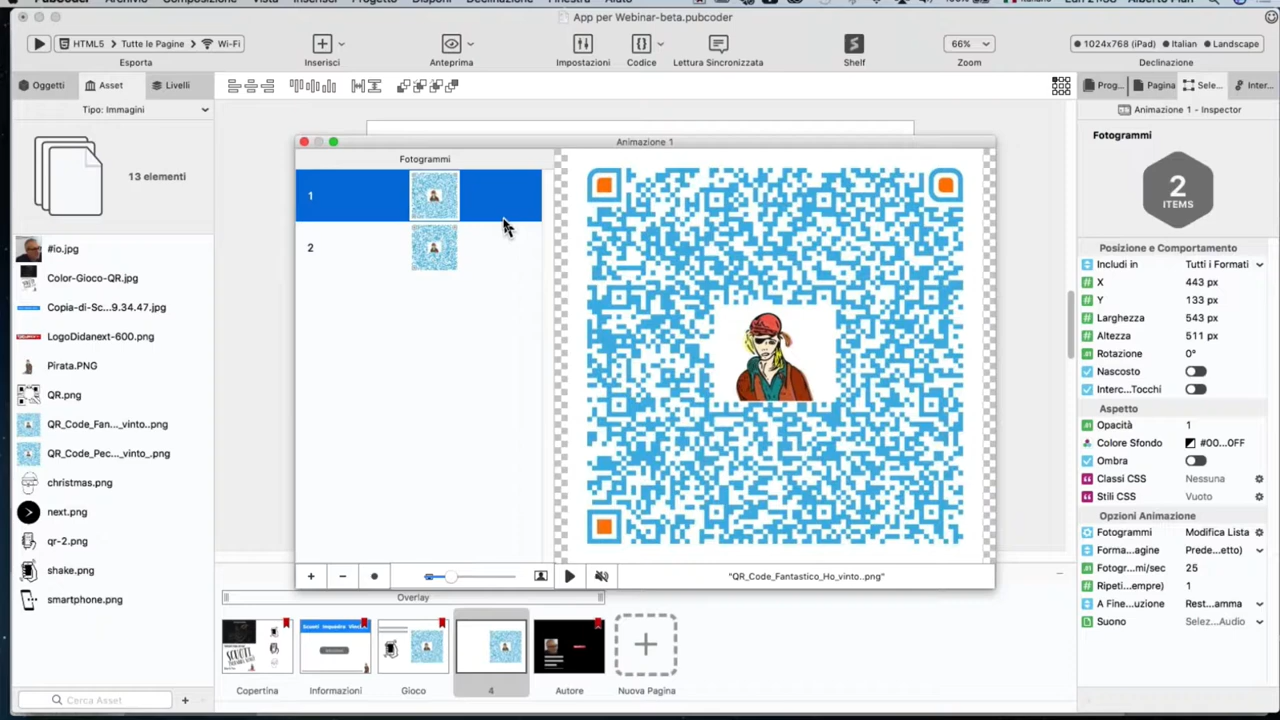 App per Webinar-beta.pubcoder
HTML5 > Tutte le Pagine > Wi-Fi
Esporta
Inserisci
Anteprima
Impostazioni
Codice
Lettura Sincronizzata
Shelf
66%
Zoom
1024x768 (iPad) Italian Landscape
Declinazione
Oggetti
Asset
Livelli
Prog...
Pagina
Sele...
Inter...
Tipo: Immagini
13 elementi
#io.jpg
Color-Gioco-QR.jpg
Copia-di-Sc...9.34.47.jpg
LogoDidanext-600.png
Pirata.PNG
QR.png
QR_Code_Fan..._vinto..png
QR_Code_Pec..._vinto_.png
christmas.png
next.png
qr-2.png
shake.png
smartphone.png
Cerca Asset
Animazione 1
Fotogrammi
1
2
"QR_Code_Fantastico_Ho_vinto..png"
Overlay
Copertina
Informazioni
Gioco
4
Autore
Nuova Pagina
Animazione 1 - Inspector
Fotogrammi
2
ITEMS
Posizione e Comportamento
Includi in Tutti i Formati
X 443 px
Y 133 px
Larghezza 543 px
Altezza 511 px
Rotazione 0°
Nascosto
Interc...Tocchi
Aspetto
Opacità 1
Colore Sfondo #00...0FF
Ombra
Classi CSS Nessuna
Stili CSS Vuoto
Opzioni Animazione
Fotogrammi Modifica Lista
Forma...agine Prede...etto)
Fotogr...mi/sec 25
Ripeti...empre) 1
A Fine...uzione Rest...amma
Suono Selez...Audio